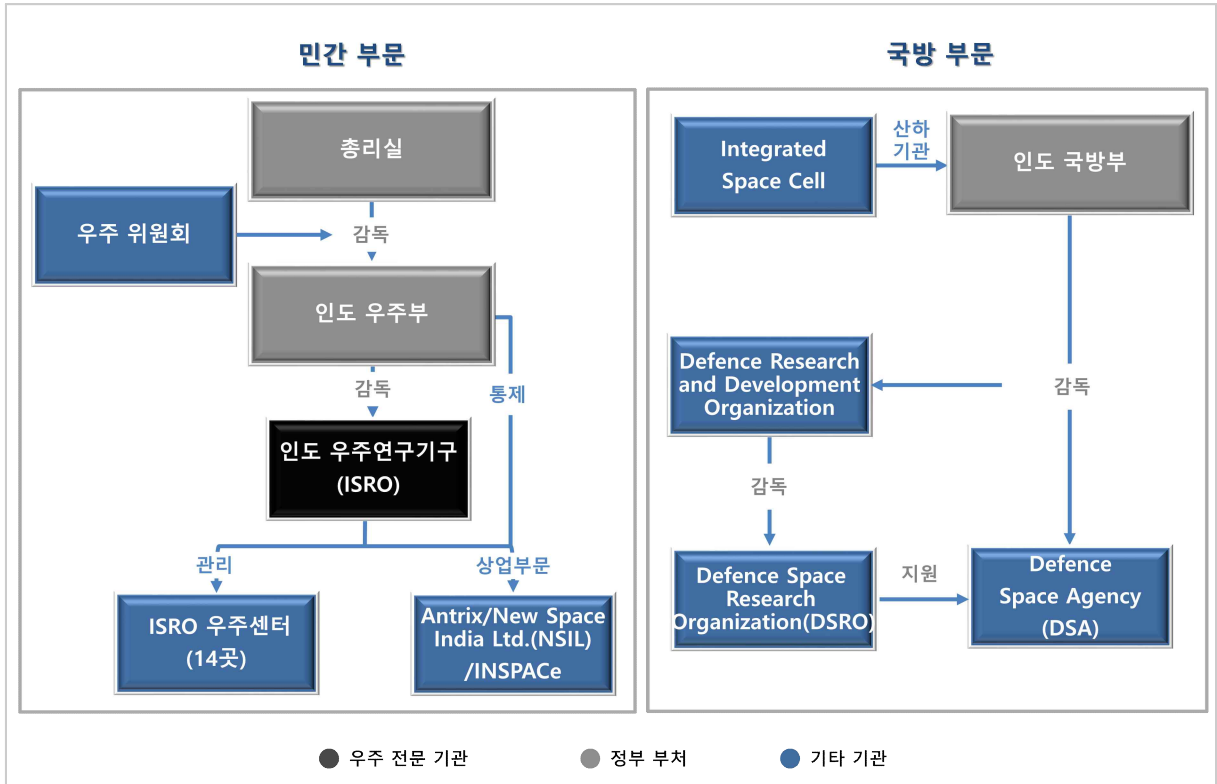 민간 부문
국방 부문
총리실
우주 위원회
감독
인도 우주부
감독
통제
인도 우주연구기구
(ISRO)
관리
상업부문
ISRO 우주센터
(14곳)
Antrix/New Space
India Ltd.(NSIL)
/INSPACe
Integrated
Space Cell
산하
기관
인도 국방부
Defence Research
and Development
Organization
감독
감독
Defence Space
Research
Organization(DSRO)
지원
Defence
Space Agency
(DSA)
우주 전문 기관
정부 부처
기타 기관